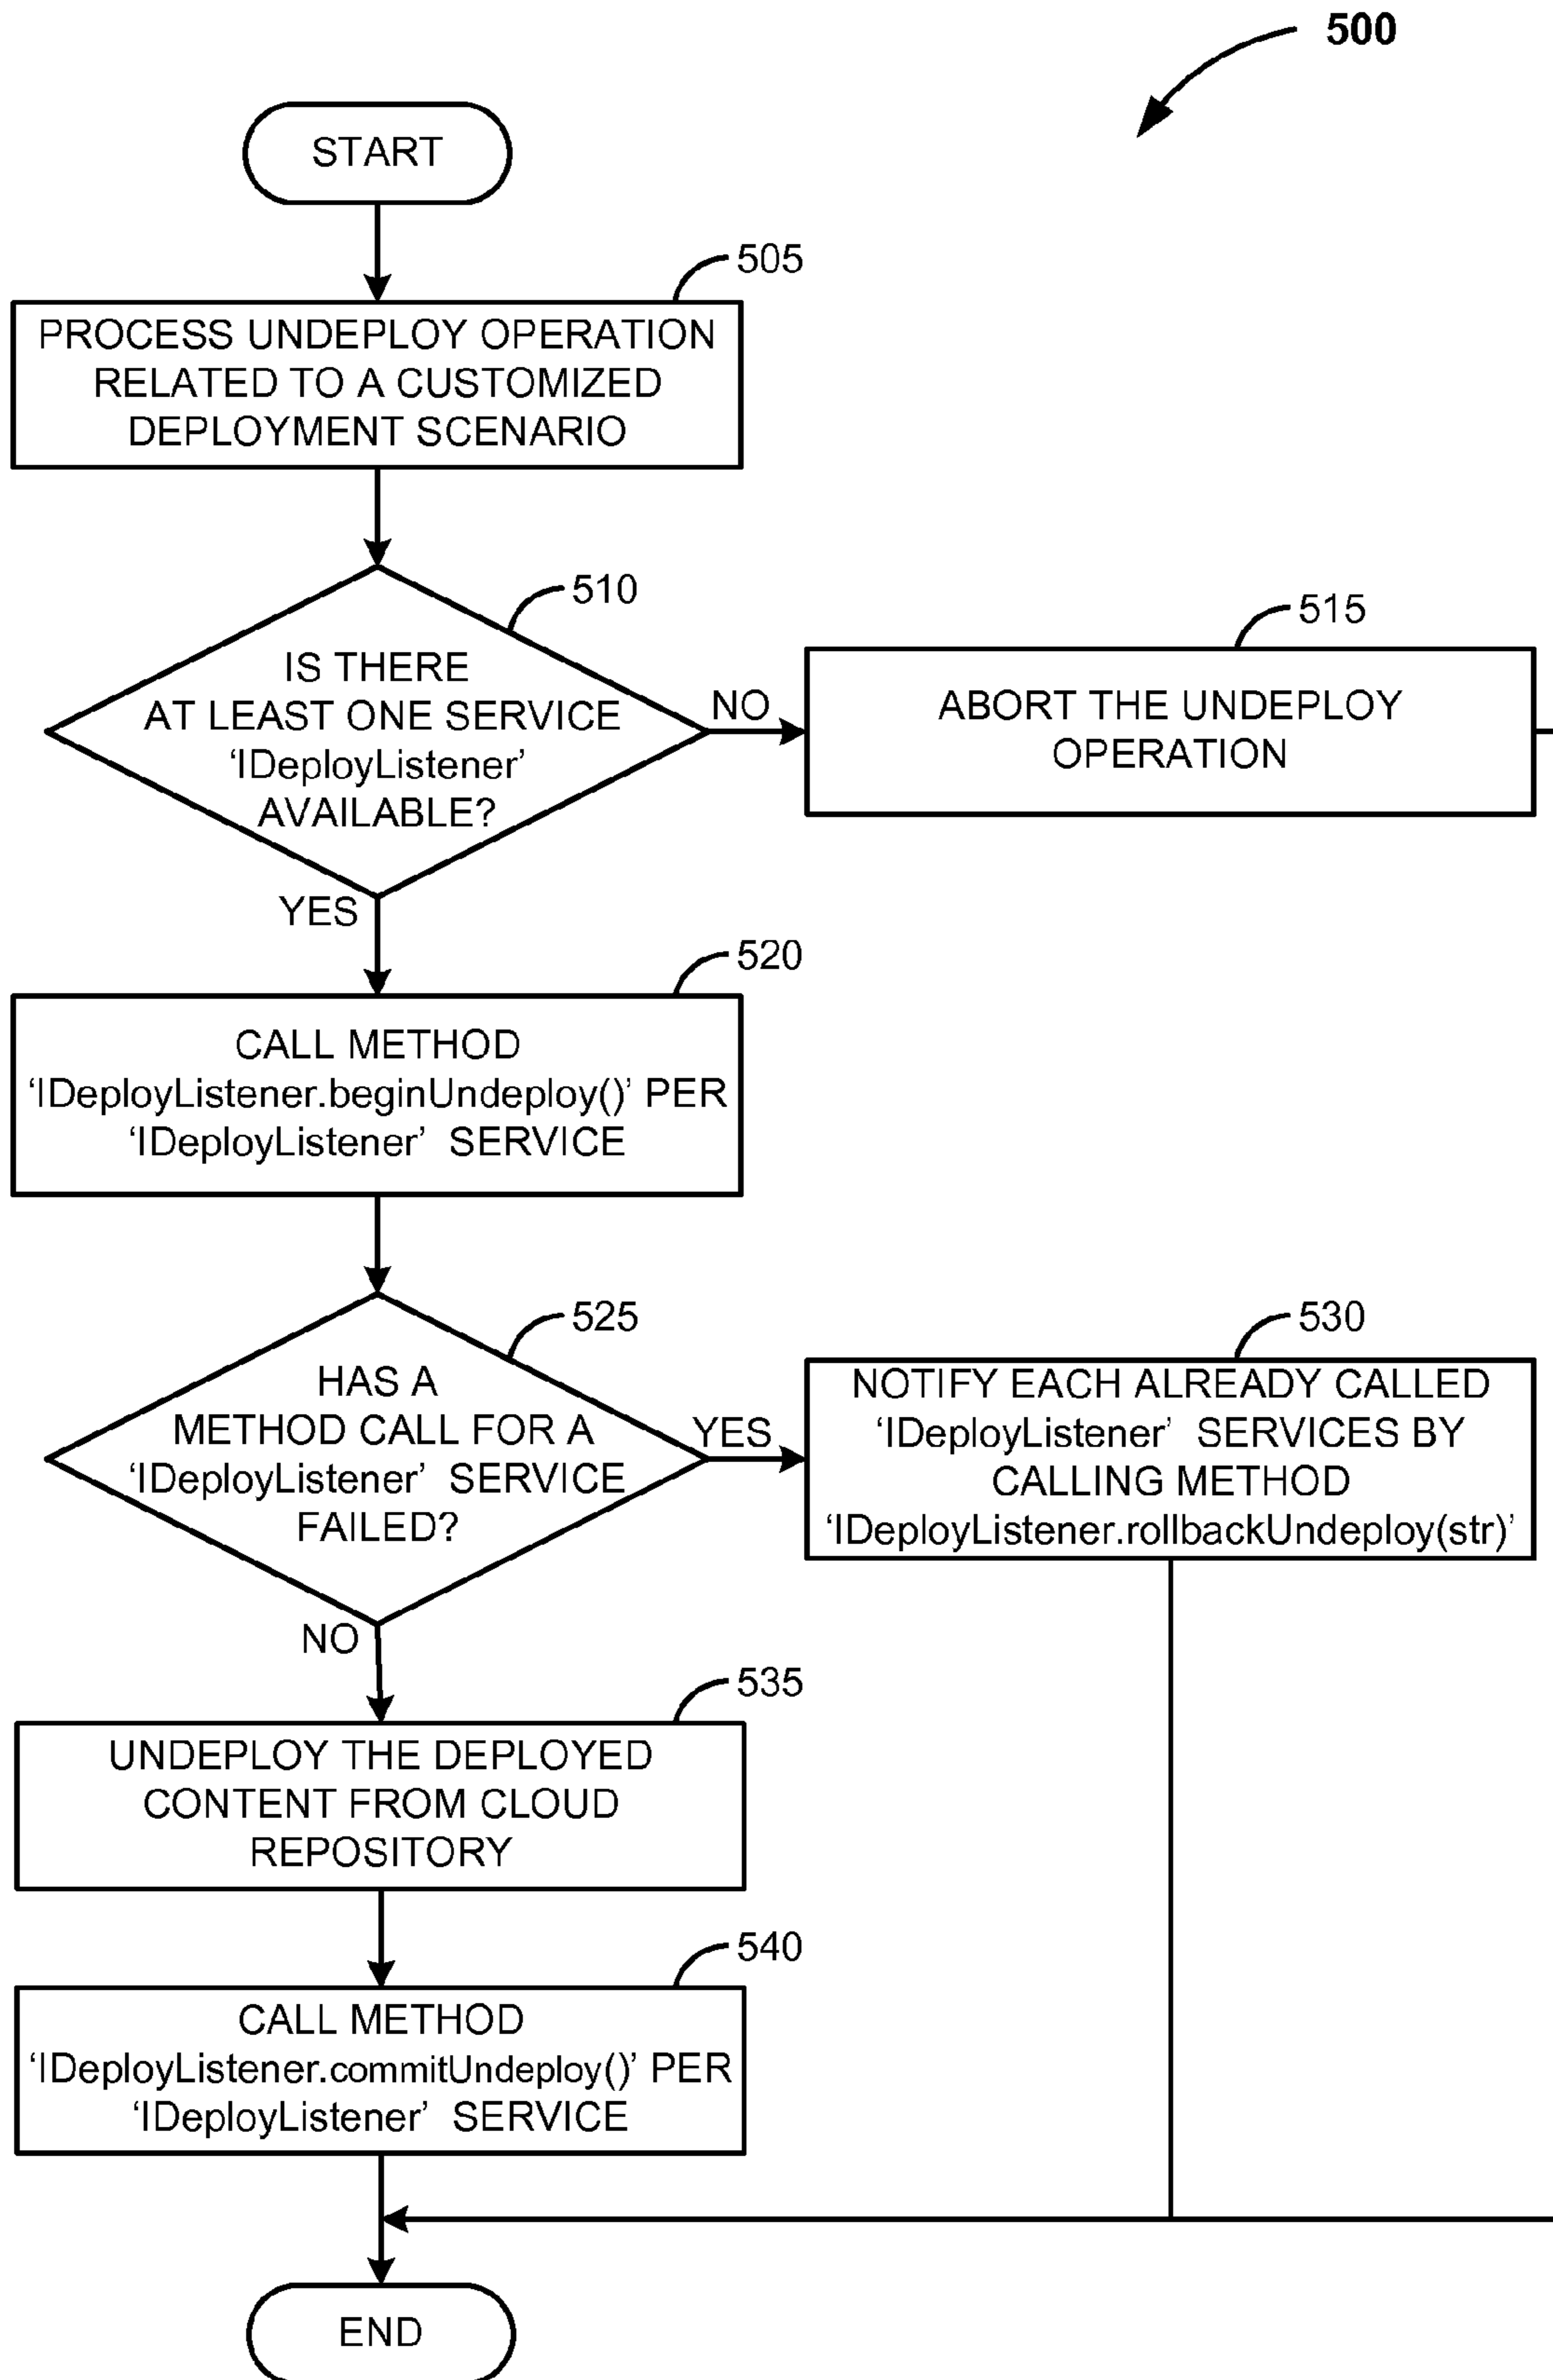 500
START
505
PROCESS UNDEPLOY OPERATION
RELATED TO A CUSTOMIZED
DEPLOYMENT SCENARIO
510
IS THERE
AT LEAST ONE SERVICE
‘IDeployListener’
AVAILABLE?
NO
515
ABORT THE UNDEPLOY
OPERATION
YES
520
CALL METHOD
‘IDeployListener.beginUndeploy()’ PER
‘IDeployListener’ SERVICE
525
HAS A
METHOD CALL FOR A
‘IDeployListener’ SERVICE
FAILED?
YES
530
NOTIFY EACH ALREADY CALLED
‘IDeployListener’ SERVICES BY
CALLING METHOD
‘IDeployListener.rollbackUndeploy(str)’
NO
535
UNDEPLOY THE DEPLOYED
CONTENT FROM CLOUD
REPOSITORY
540
CALL METHOD
‘IDeployListener.commitUndeploy()’ PER
‘IDeployListener’ SERVICE
END